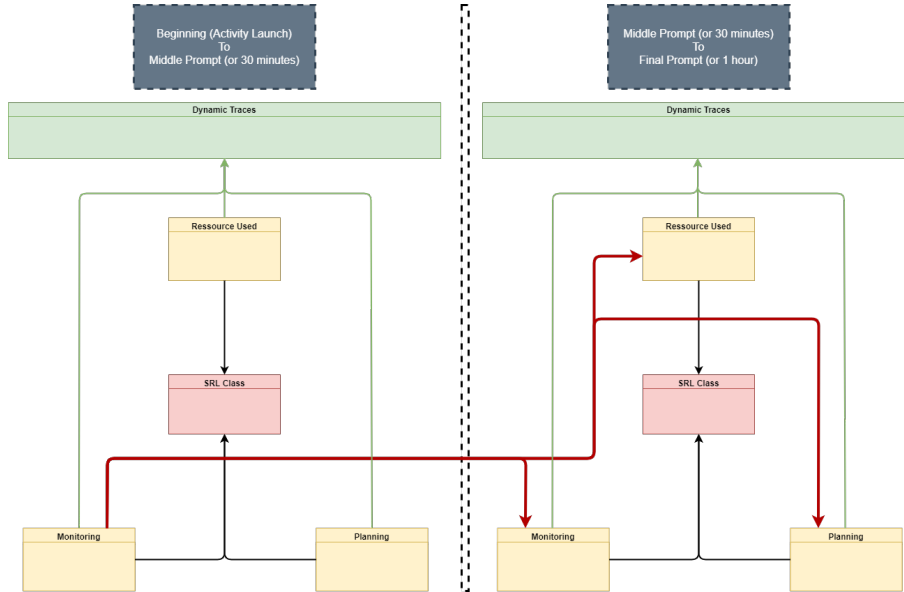 Beginning (Activity Launch)
To
Middle Prompt (or 30 minutes)
Middle Prompt (or 30 minutes)
To
Final Prompt (or 1 hour)
Dynamic Traces
Dynamic Traces
Ressource Used
Ressource Used
SRL Class
SRL Class
Monitoring
Planning
Monitoring
Planning